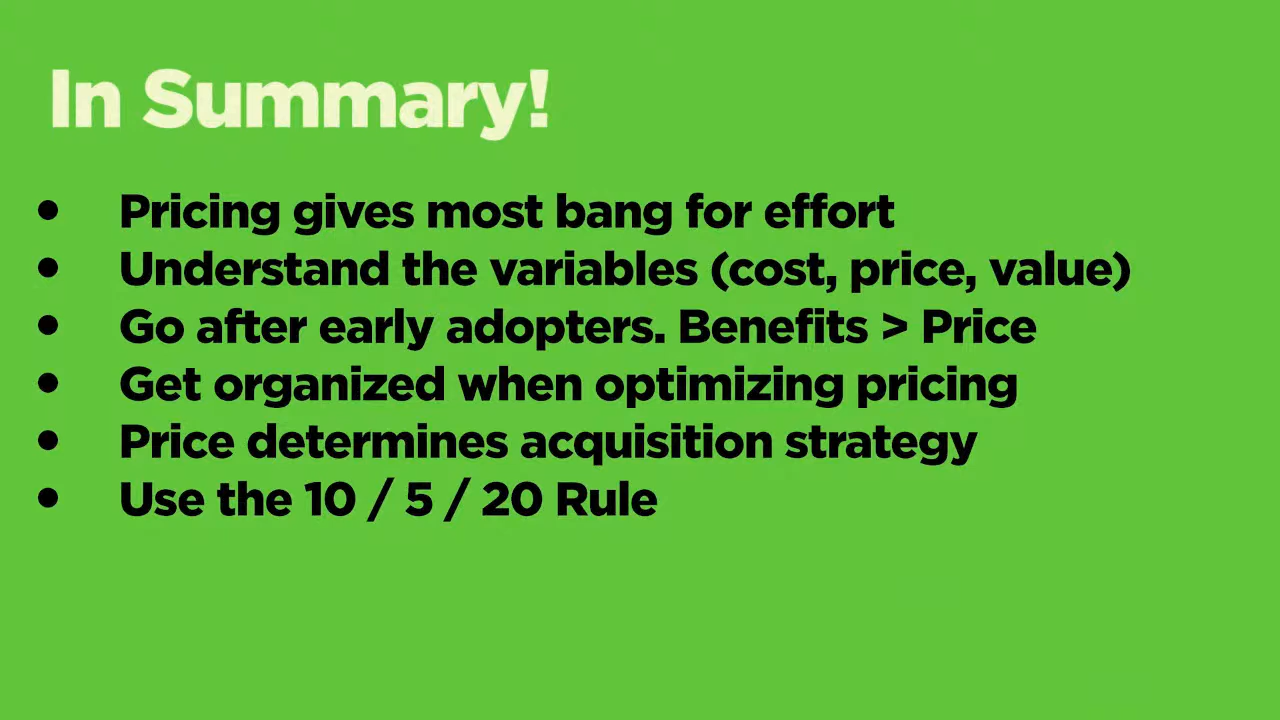 In Summary!
• Pricing gives most bang for effort
• Understand the variables (cost, price, value)
• Go after early adopters. Benefits > Price
• Get organized when optimizing pricing
• Price determines acquisition strategy
• Use the 10 / 5 / 20 Rule